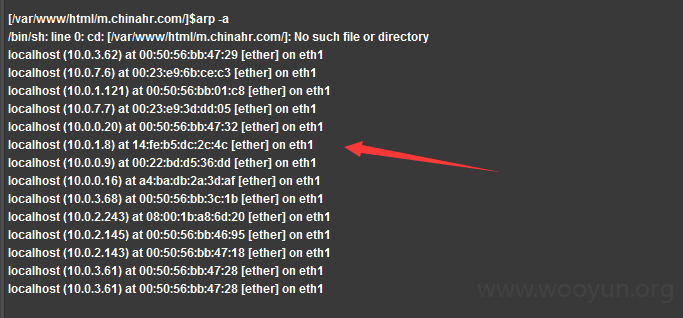 [/var/www/html/m.chinahr.com/]$arp -a
/bin/sh: line 0: cd: [/var/www/html/m.chinahr.com/]: No such file or directory
localhost (10.0.3.62) at 00:50:56:bb:47:29 [ether] on eth1
localhost (10.0.7.6) at 00:23:e9:6b:ce:c3 [ether] on eth1
localhost (10.0.1.121) at 00:50:56:bb:01:c8 [ether] on eth1
localhost (10.0.7.7) at 00:23:e9:3d:dd:05 [ether] on eth1
localhost (10.0.0.20) at 00:50:56:bb:47:32 [ether] on eth1
localhost (10.0.1.8) at 14:fe:b5:dc:2c:4c [ether] on eth1
localhost (10.0.0.9) at 00:22:bd:d5:36:dd [ether] on eth1
localhost (10.0.0.16) at a4:ba:db:2a:3d:af [ether] on eth1
localhost (10.0.3.68) at 00:50:56:bb:3c:1b [ether] on eth1
localhost (10.0.2.243) at 08:00:1b:a8:6d:20 [ether] on eth1
localhost (10.0.2.145) at 00:50:56:bb:46:95 [ether] on eth1
localhost (10.0.2.143) at 00:50:56:bb:47:18 [ether] on eth1
localhost (10.0.3.61) at 00:50:56:bb:47:28 [ether] on eth1
localhost (10.0.3.61) at 00:50:56:bb:47:28 [ether] on eth1
www.wooyun.org